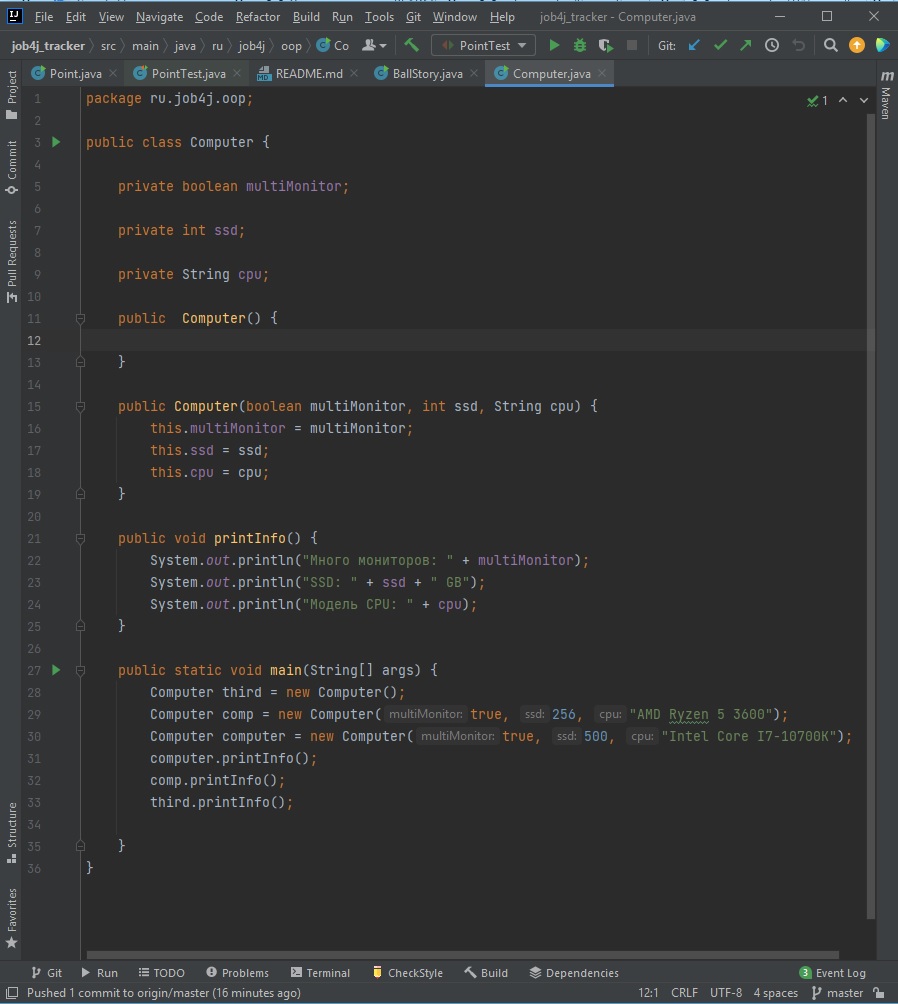 File Edit View Navigate Code Refactor Build Run Tools Git Window Help job4j_tracker - Computer.java
job4j_tracker src main java ru job4j oop Co PointTest Git:
Point.java PointTest.java README.md BallStory.java Computer.java
Project
Commit
Pull Requests
Structure
Favorites
Maven
1
1 package ru.job4j.oop;
2
3 public class Computer {
4
5 private boolean multiMonitor;
6
7 private int ssd;
8
9 private String cpu;
10
11 public  Computer() {
12
13 }
14
15 public Computer(boolean multiMonitor, int ssd, String cpu) {
16 this.multiMonitor = multiMonitor;
17 this.ssd = ssd;
18 this.cpu = cpu;
19 }
20
21 public void printInfo() {
22 System.out.println("Много мониторов: " + multiMonitor);
23 System.out.println("SSD: " + ssd + " GB");
24 System.out.println("Модель CPU: " + cpu);
25 }
26
27 public static void main(String[] args) {
28 Computer third = new Computer();
29 Computer comp = new Computer( multiMonitor: true, ssd: 256, cpu: "AMD Ryzen 5 3600");
30 Computer computer = new Computer( multiMonitor: true, ssd: 500, cpu: "Intel Core I7-10700K");
31 computer.printInfo();
32 comp.printInfo();
33 third.printInfo();
34
35 }
36 }
Git Run TODO Problems Terminal CheckStyle Build Dependencies 3 Event Log
Pushed 1 commit to origin/master (16 minutes ago) 12:1 CRLF UTF-8 4 spaces master